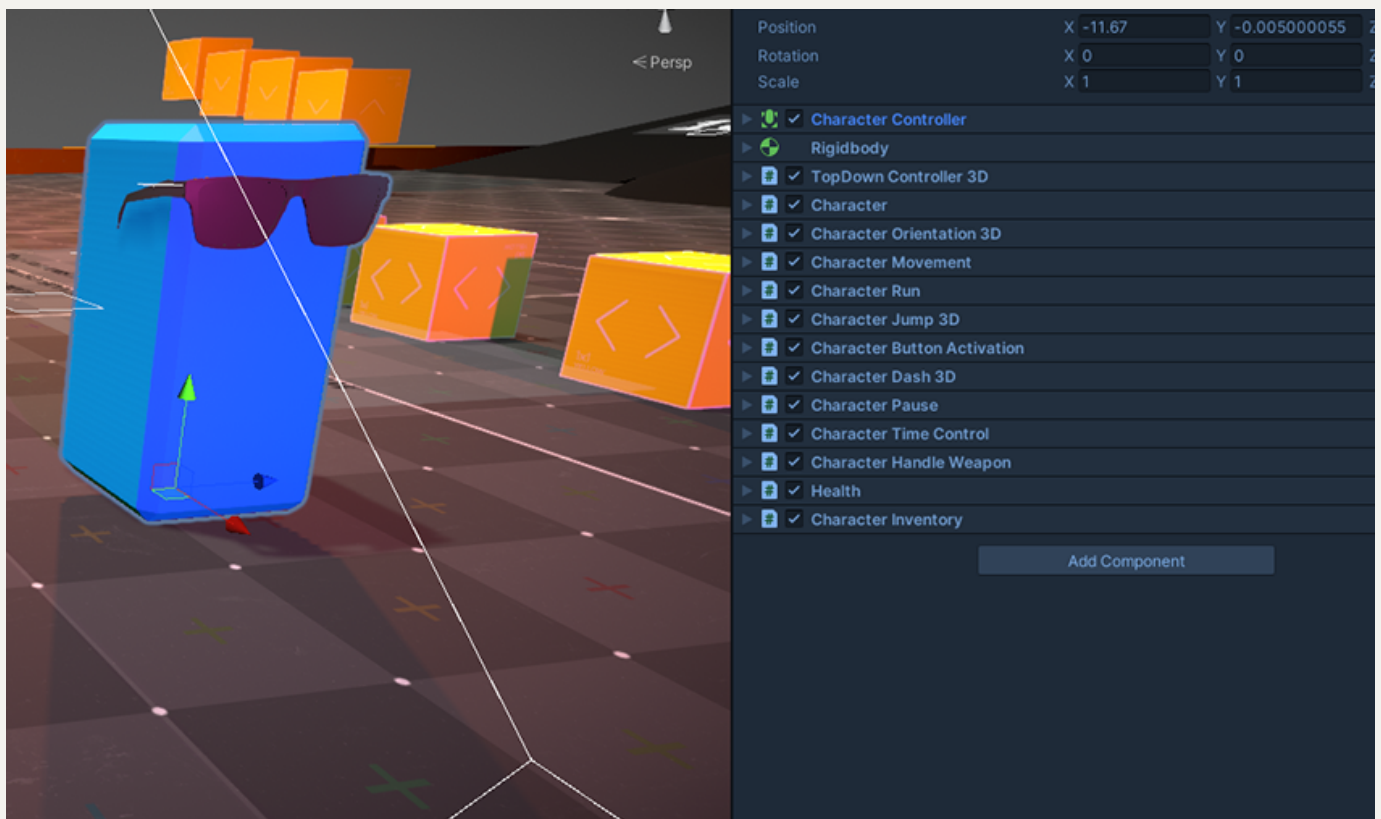 Persp
Position X -11.67 Y -0.005000055 Z
Rotation X 0 Y 0 Z
Scale X 1 Y 1 Z
Character Controller
Rigidbody
TopDown Controller 3D
Character
Character Orientation 3D
Character Movement
Character Run
Character Jump 3D
Character Button Activation
Character Dash 3D
Character Pause
Character Time Control
Character Handle Weapon
Health
Character Inventory
Add Component